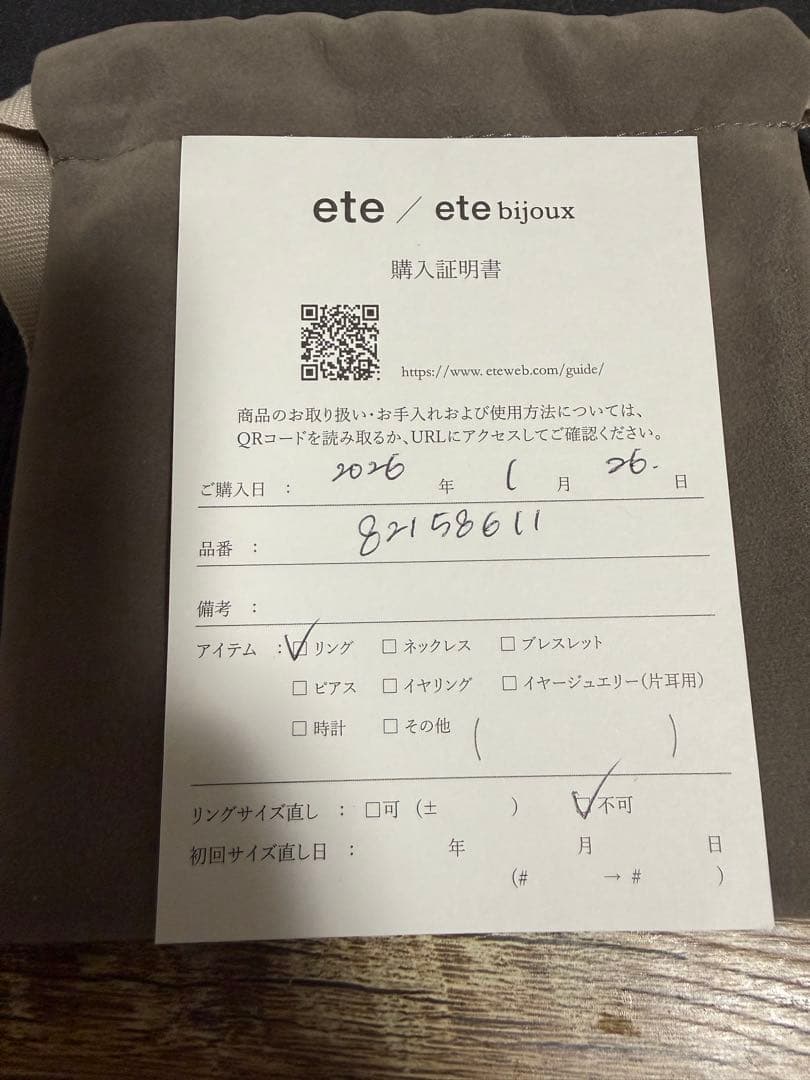 ete / ete bijoux
購入証明書
https://www.eteweb.com/guide/
商品のお取り扱い・お手入れおよび使用方法については、
QRコードを読み取るか、URLにアクセスしてご確認ください。
ご購入日 : 2026 年 1 月 26. 日
品番 : 82158611
備考 :
アイテム : ☑リング □ネックレス □ブレスレット
□ピアス □イヤリング □イヤージュエリー(片耳用)
□時計 □その他 ( )
リングサイズ直し : □可 (± ) ☑不可
初回サイズ直し日 : 年 月 日
(# → # )